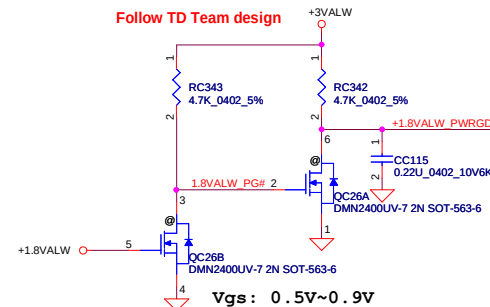 Follow TD Team design
+3VALW
1
1
RC343
4.7K_0402_5%
RC342
4.7K_0402_5%
2
2
+1.8VALW_PWRGD
6
1
@
CC115
0.22U_0402_10V6K
2
1.8VALW_PG#
2
QC26A
DMN2400UV-7 2N SOT-563-6
3
1
@
+1.8VALW
5
QC26B
DMN2400UV-7 2N SOT-563-6
4
Vgs: 0.5V~0.9V